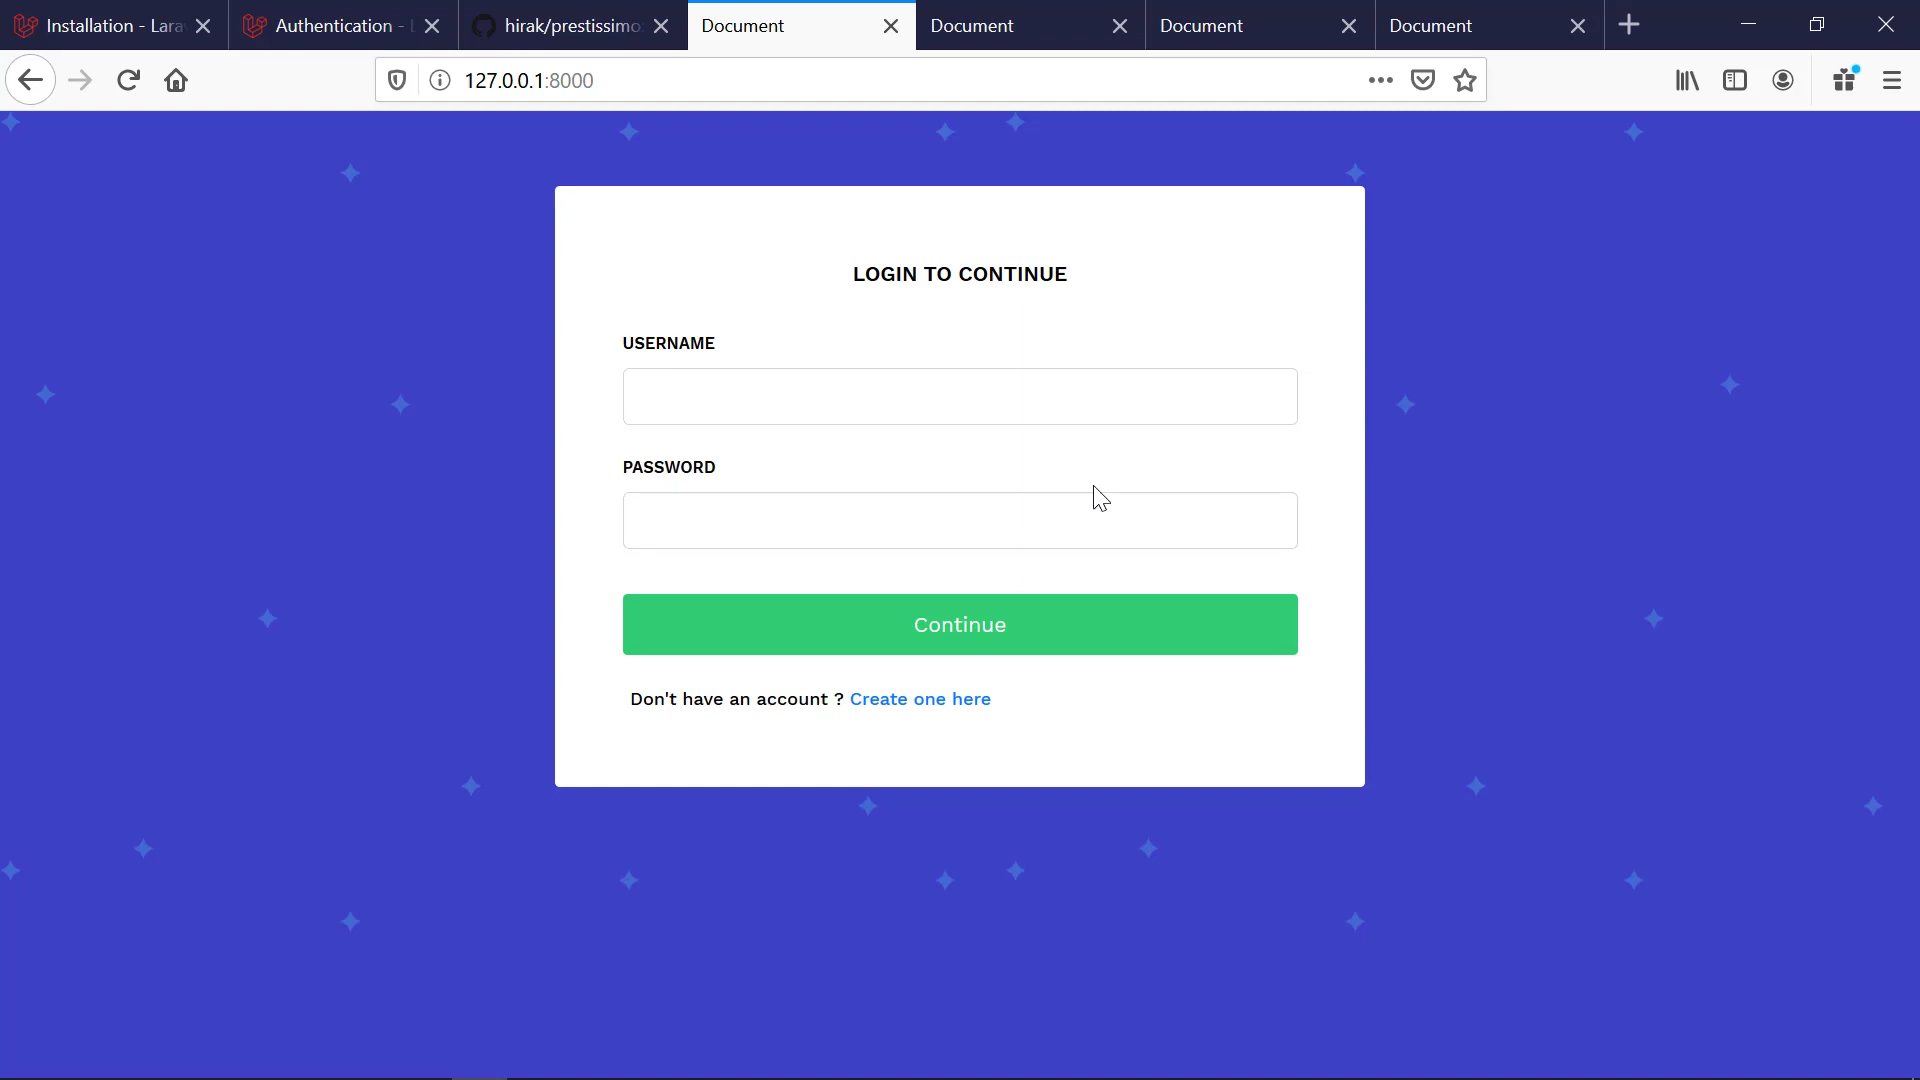 Installation - Lara
Authentication - L
hirak/prestissimo
Document
Document
Document
Document
127.0.0.1:8000
LOGIN TO CONTINUE
USERNAME
PASSWORD
Continue
Don't have an account ? Create one here